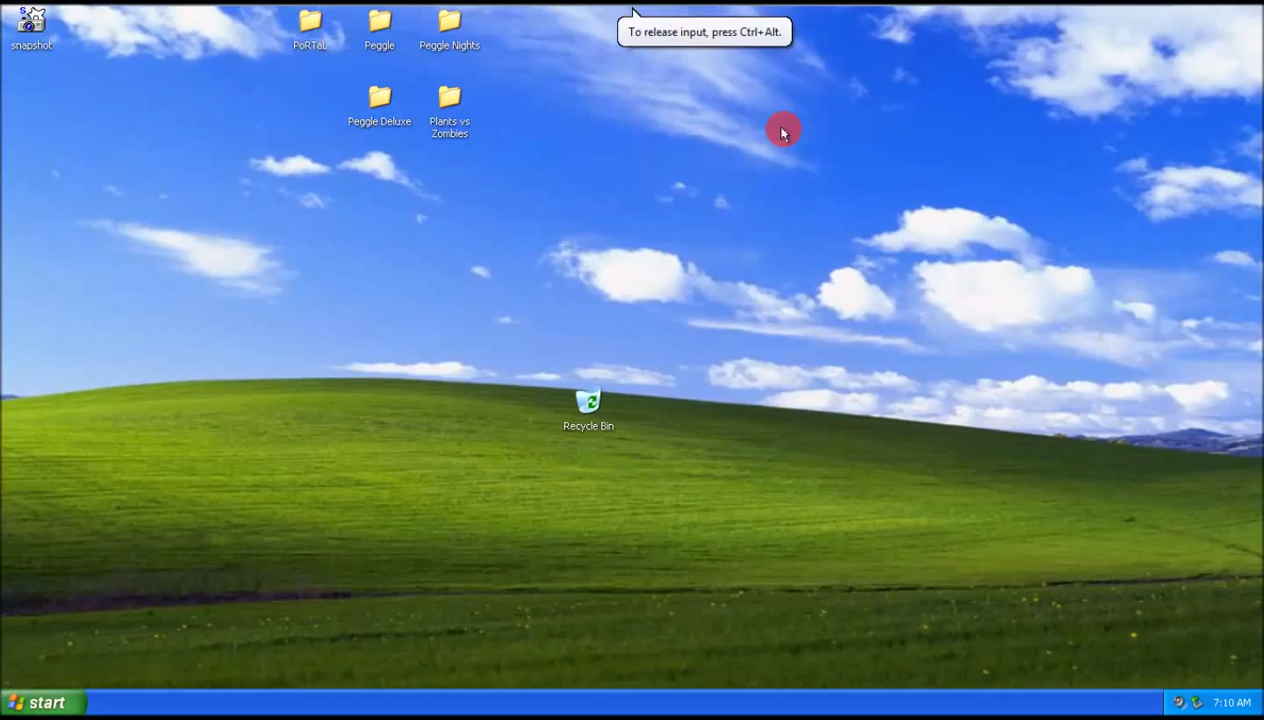 snapshot
PoRTaL
Peggle
Peggle Nights
To release input, press Ctrl+Alt.
Peggle Deluxe
Plants vs
Zombies
Recycle Bin
start
7:10 AM